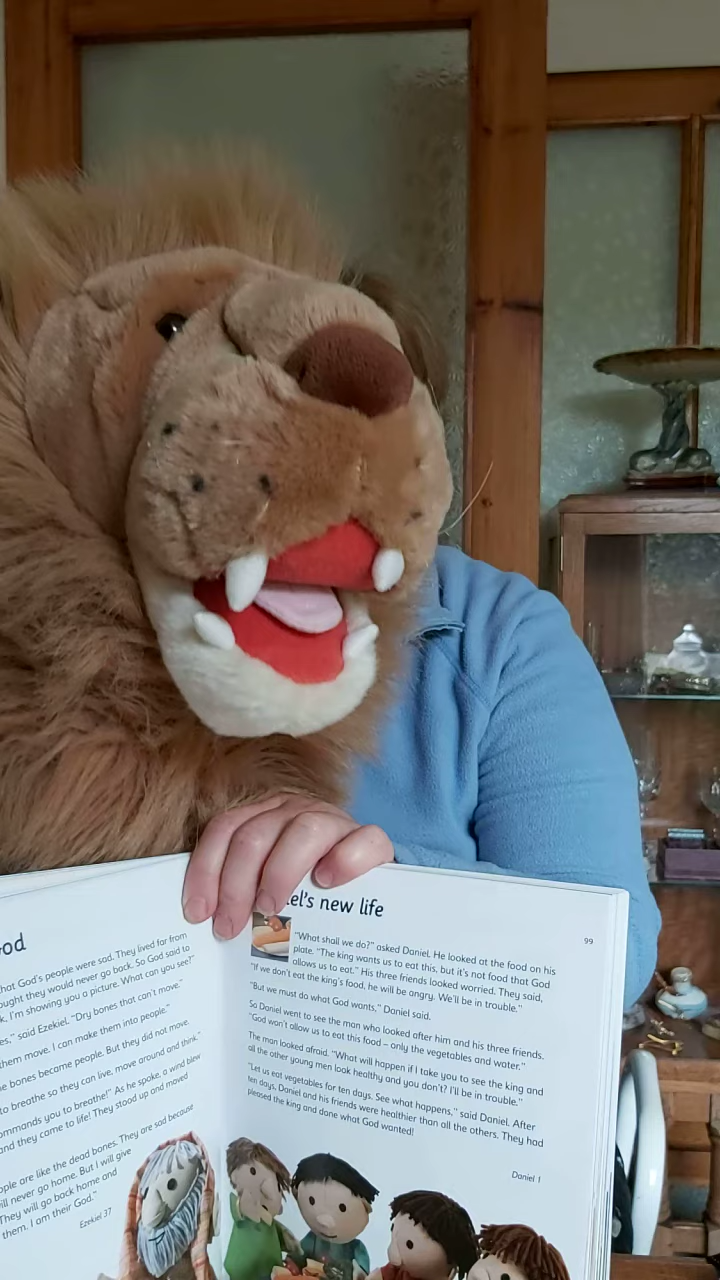 God
that God's people were sad. They lived far from
ought they would never go back. So God said to
k. I'm showing you a picture. What can you see?"
es," said Ezekiel. "Dry bones that can't move."
them move. I can make them into people."
e bones became people. But they did not move.
to breathe so they can live, move around and think."
ommands you to breathe!" As he spoke, a wind blew
and they came to life! They stood up and moved
ople are like the dead bones. They are sad because
ill never go home. But I will give
They will go back home and
them. I am their God."
Ezekiel 37
el's new life
99
"What shall we do?" asked Daniel. He looked at the food on his
plate. "The king wants us to eat this, but it's not food that God
allows us to eat." His three friends looked worried. They said,
"If we don't eat the king's food, he will be angry. We'll be in trouble."
"But we must do what God wants," Daniel said.
So Daniel went to see the man who looked after him and his three friends.
"God won't allow us to eat this food – only the vegetables and water."
The man looked afraid. "What will happen if I take you to see the king and
all the other young men look healthy and you don't? I'll be in trouble."
"Let us eat vegetables for ten days. See what happens," said Daniel. After
ten days, Daniel and his friends were healthier than all the others. They had
pleased the king and done what God wanted!
Daniel 1